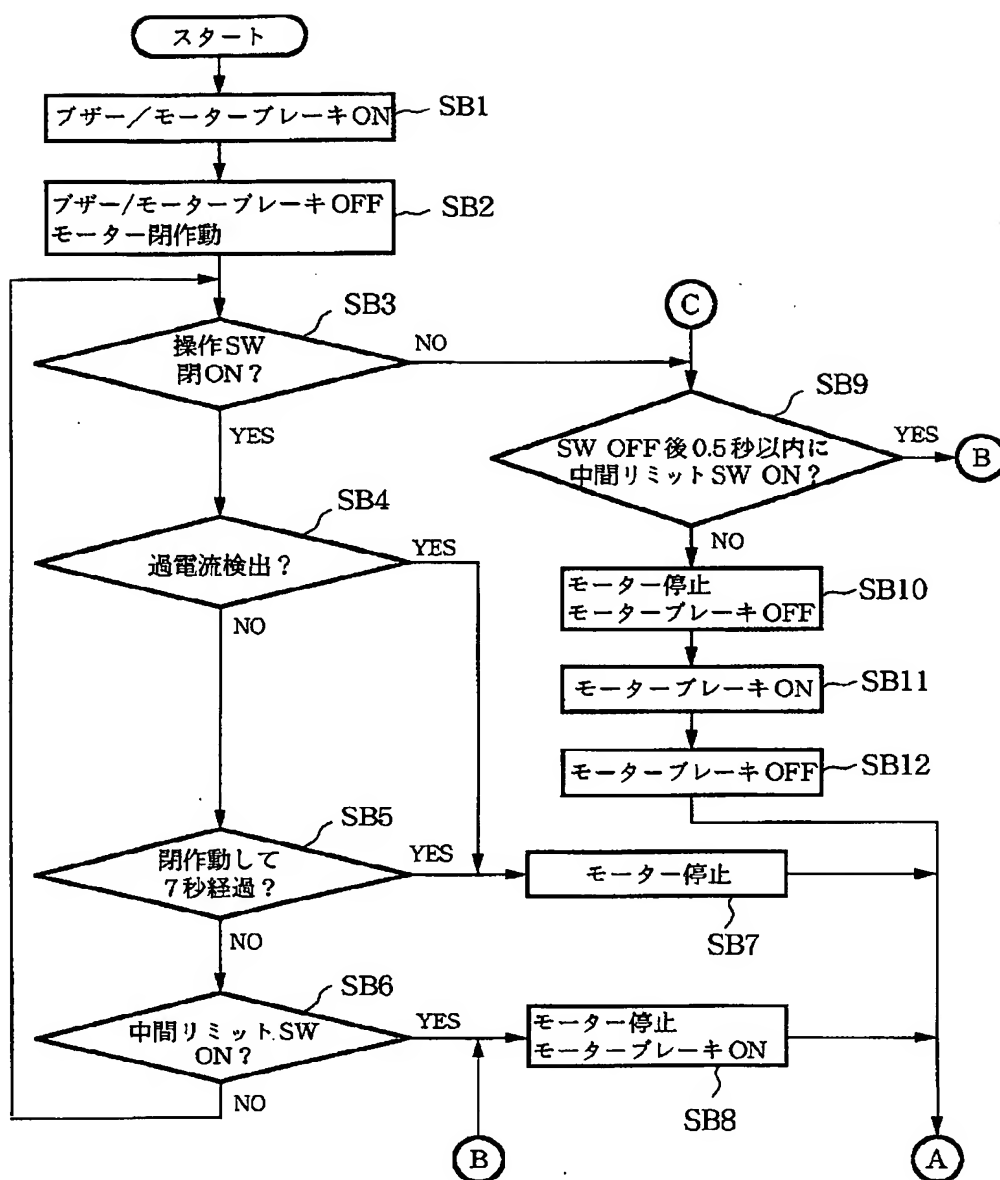 スタート
ブザー／モーターブレーキON
SB1
ブザー/モーターブレーキOFF
モーター閉作動
SB2
SB3
操作SW
閉ON？
NO
YES
C
SB9
SW OFF後0.5秒以内に
中間リミットSW ON？
YES
B
NO
SB4
過電流検出？
YES
NO
モーター停止
モーターブレーキOFF
SB10
モーターブレーキON
SB11
モーターブレーキOFF
SB12
SB5
閉作動して
7秒経過？
YES
NO
モーター停止
SB7
SB6
中間リミットSW
ON？
YES
NO
モーター停止
モーターブレーキON
SB8
B
A